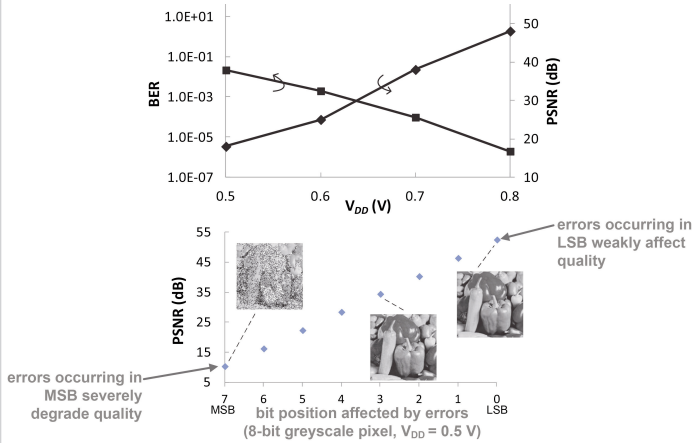 1.0E+01
1.0E-01
1.0E-03
1.0E-05
1.0E-07
BER
50
40
30
20
10
PSNR (dB)
0.5 0.6 0.7 0.8
VDD (V)
55
45
35
25
15
5
PSNR (dB)
errors occurring in
LSB weakly affect
quality
errors occurring in
MSB severely
degrade quality
7 6 5 4 3 2 1 0
MSB LSB
bit position affected by errors
(8-bit greyscale pixel, VDD = 0.5 V)